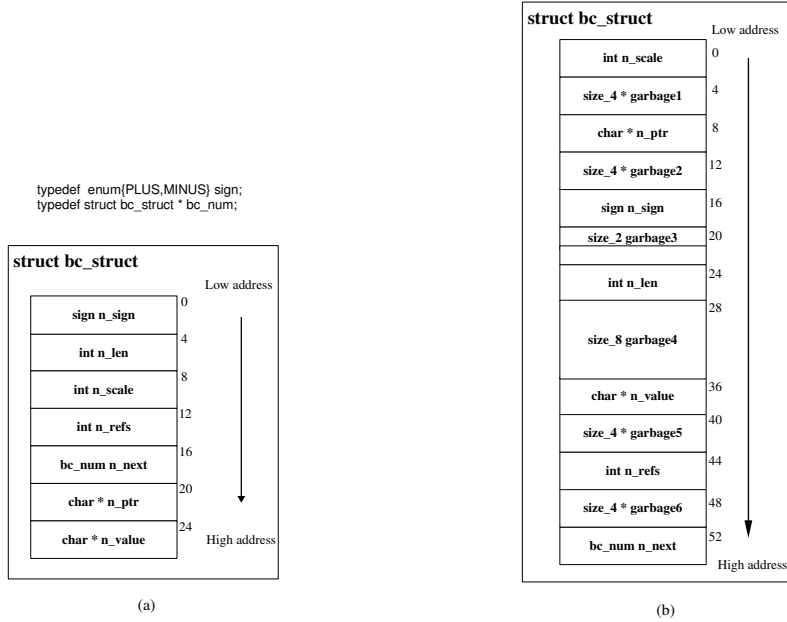 typedef enum{PLUS,MINUS} sign;
typedef struct bc_struct * bc_num;
struct bc_struct
Low address
0
sign n_sign
4
int n_len
8
int n_scale
12
int n_refs
16
bc_num n_next
20
char * n_ptr
24
char * n_value
High address
(a)
struct bc_struct
Low address
0
int n_scale
4
size_4 * garbage1
8
char * n_ptr
12
size_4 * garbage2
16
sign n_sign
20
size_2 garbage3
24
int n_len
28
size_8 garbage4
36
char * n_value
40
size_4 * garbage5
44
int n_refs
48
size_4 * garbage6
52
bc_num n_next
High address
(b)